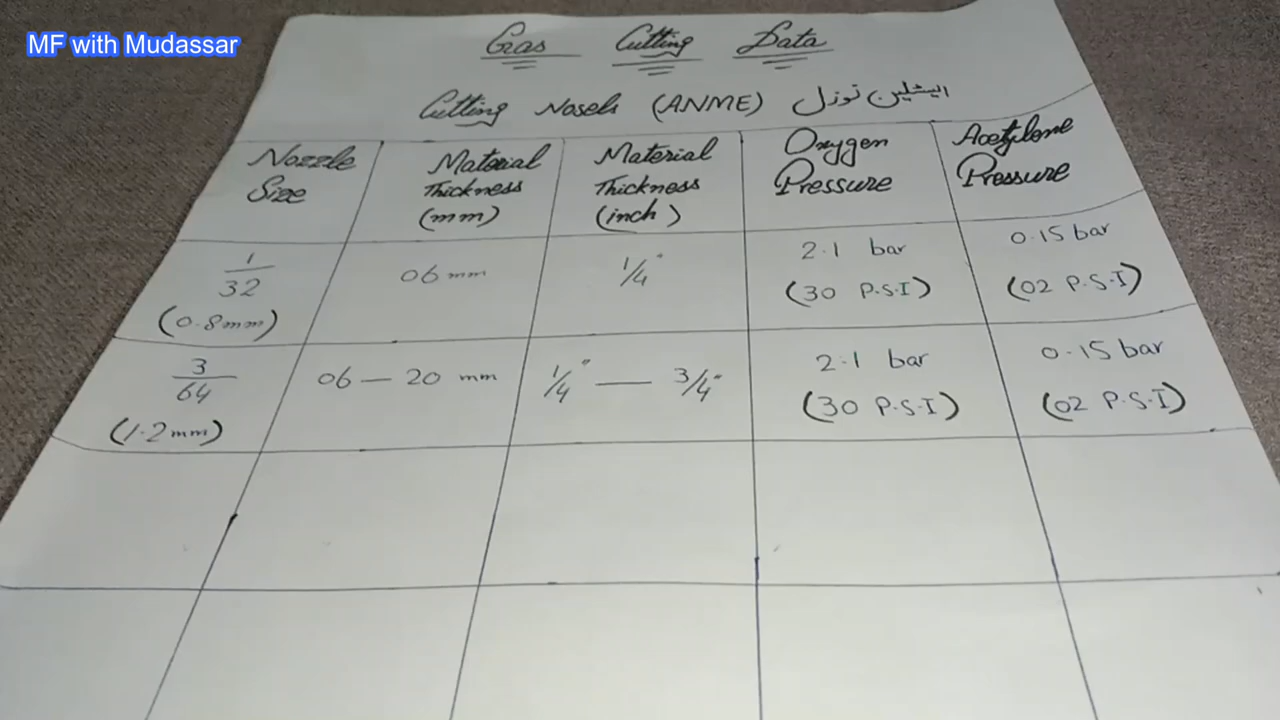 MF with Mudassar
Gas Cutting Data
Cutting Nosels (ANME) ایسٹلین نوزل
Nozzle Size
Material Thickness (mm)
Material Thickness (inch)
Oxygen Pressure
Acetylene Pressure
1/32 (0.8mm)
06 mm
1/4"
2.1 bar (30 P.S.I)
0.15 bar (02 P.S.I)
3/64 (1.2mm)
06 — 20 mm
1/4" — 3/4"
2.1 bar (30 P.S.I)
0.15 bar (02 P.S.I)